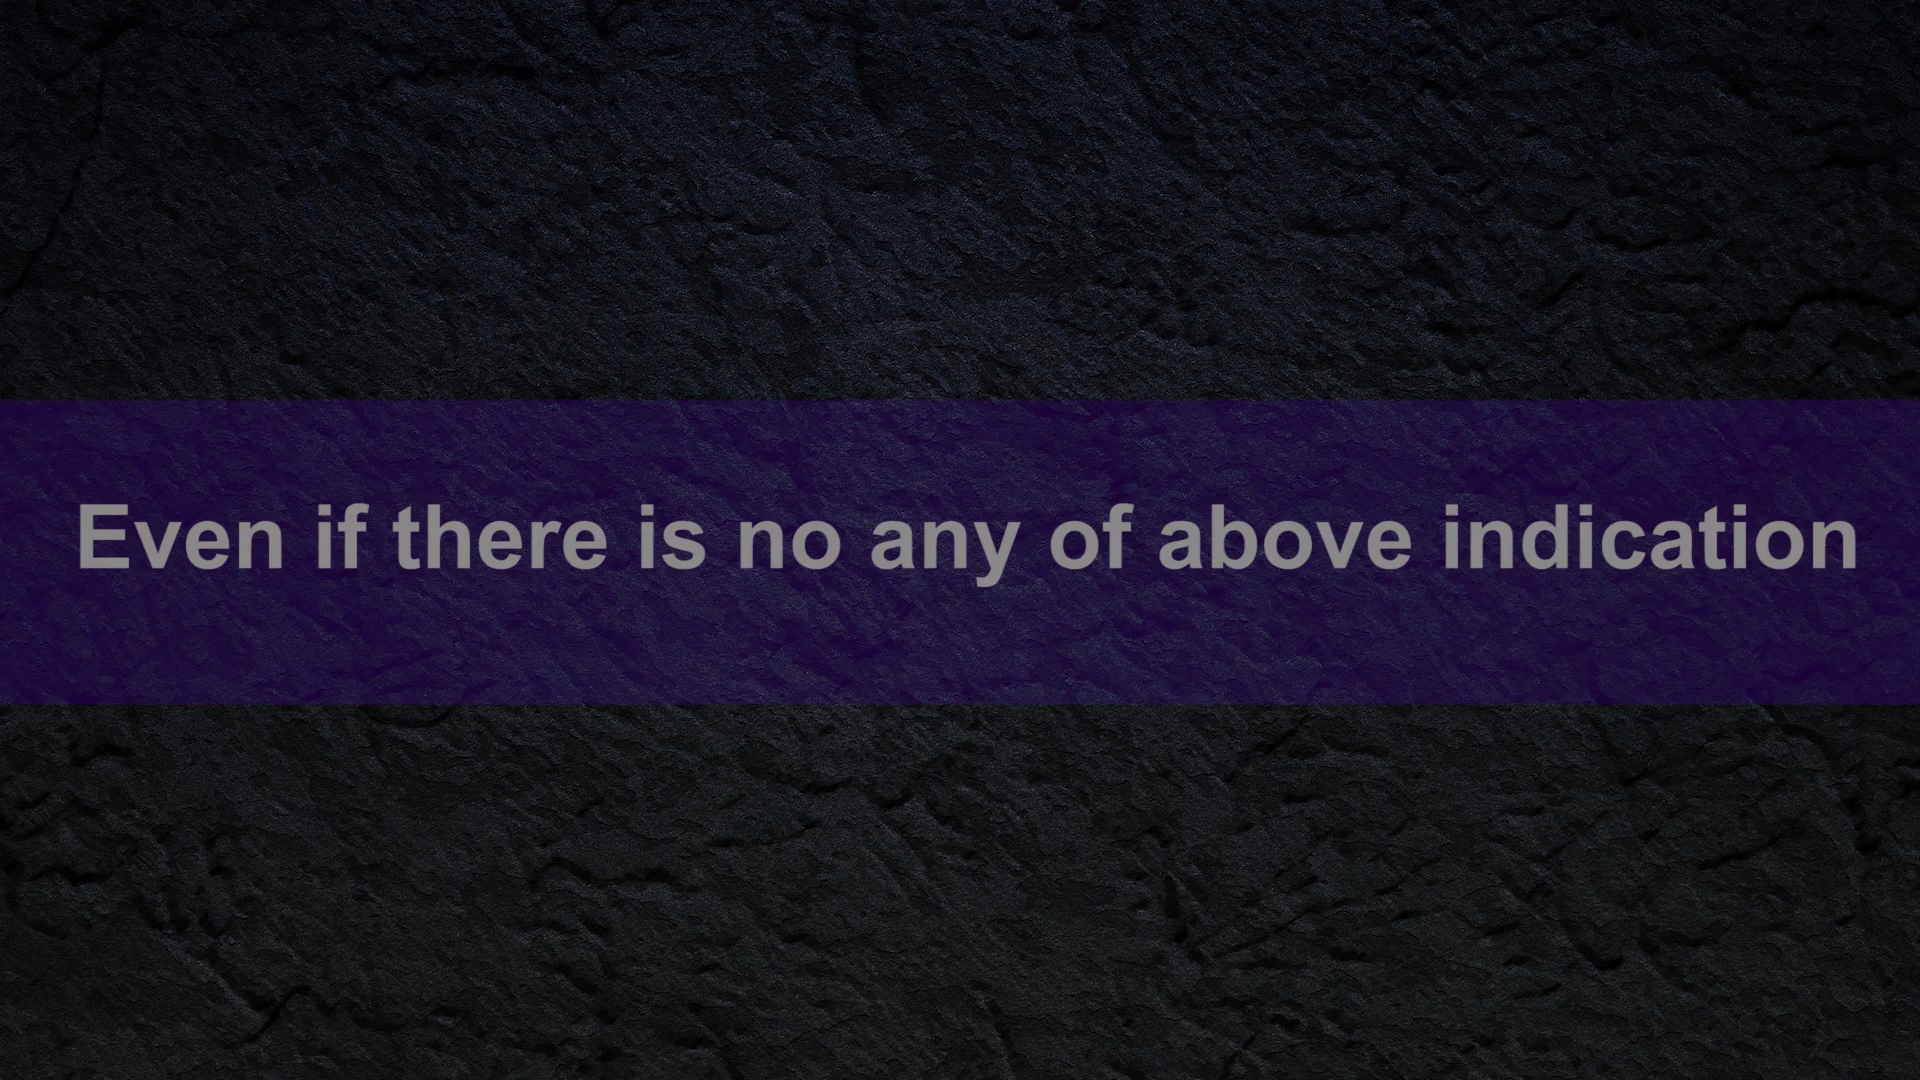 Even if there is no any of above indication